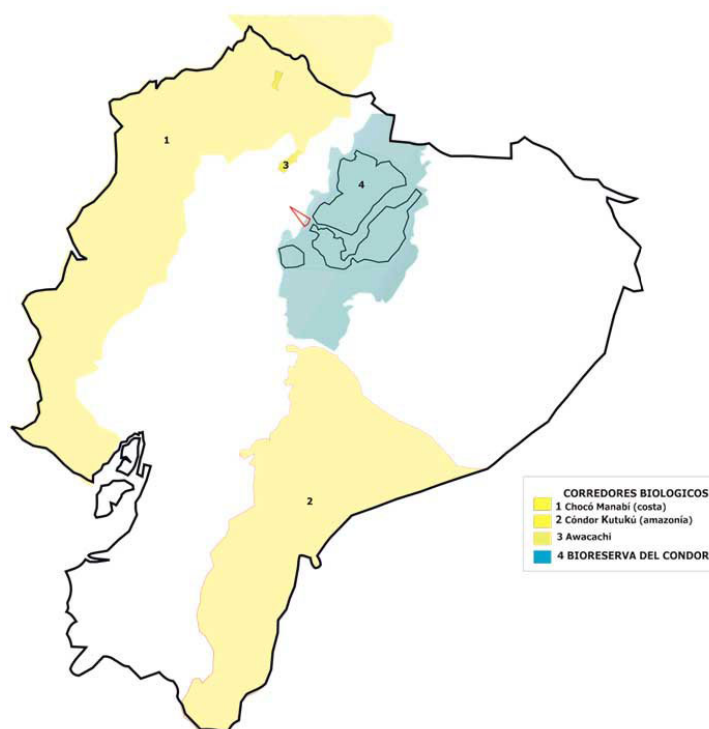 1
3
4
2
CORREDORES BIOLOGICOS
1 Chocó Manabí (costa)
2 Cóndor Kutukú (amazonía)
3 Awacachi
4 BIORESERVA DEL CONDOR